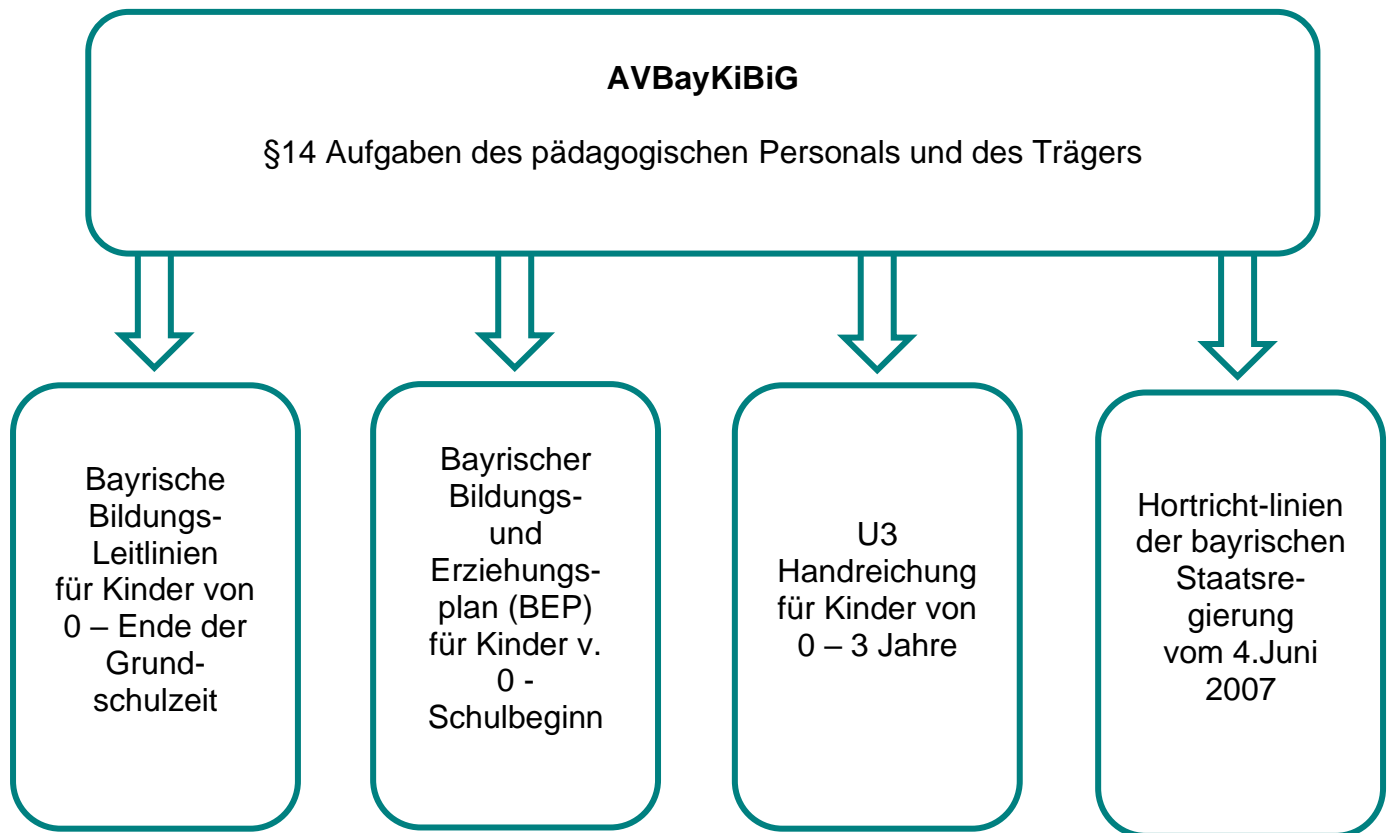 AVBayKiBiG
§14 Aufgaben des pädagogischen Personals und des Trägers
Bayrische
Bildungs-
Leitlinien
für Kinder von
0 – Ende der
Grund-
schulzeit
Bayrischer
Bildungs-
und
Erziehungs-
plan (BEP)
für Kinder v.
0 -
Schulbeginn
U3
Handreichung
für Kinder von
0 – 3 Jahre
Hortricht-linien
der bayrischen
Staatsre-
gierung
vom 4.Juni
2007